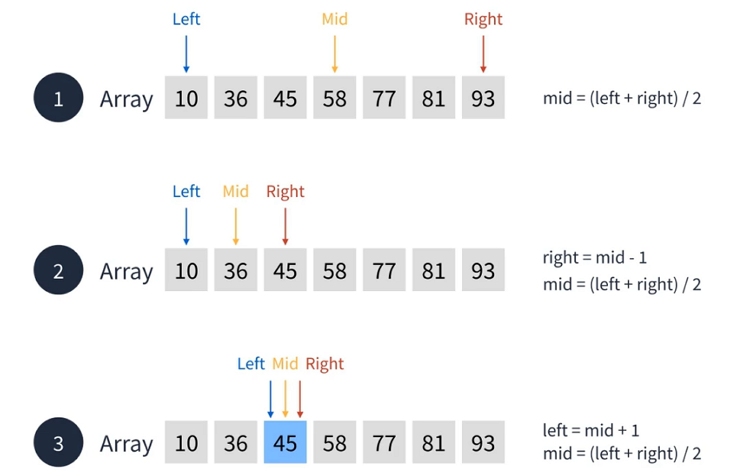 Left Mid Right
1 Array 10 36 45 58 77 81 93 mid = (left + right) / 2
Left Mid Right
2 Array 10 36 45 58 77 81 93
right = mid - 1
mid = (left + right) / 2
Left Mid Right
3 Array 10 36 45 58 77 81 93
left = mid + 1
mid = (left + right) / 2